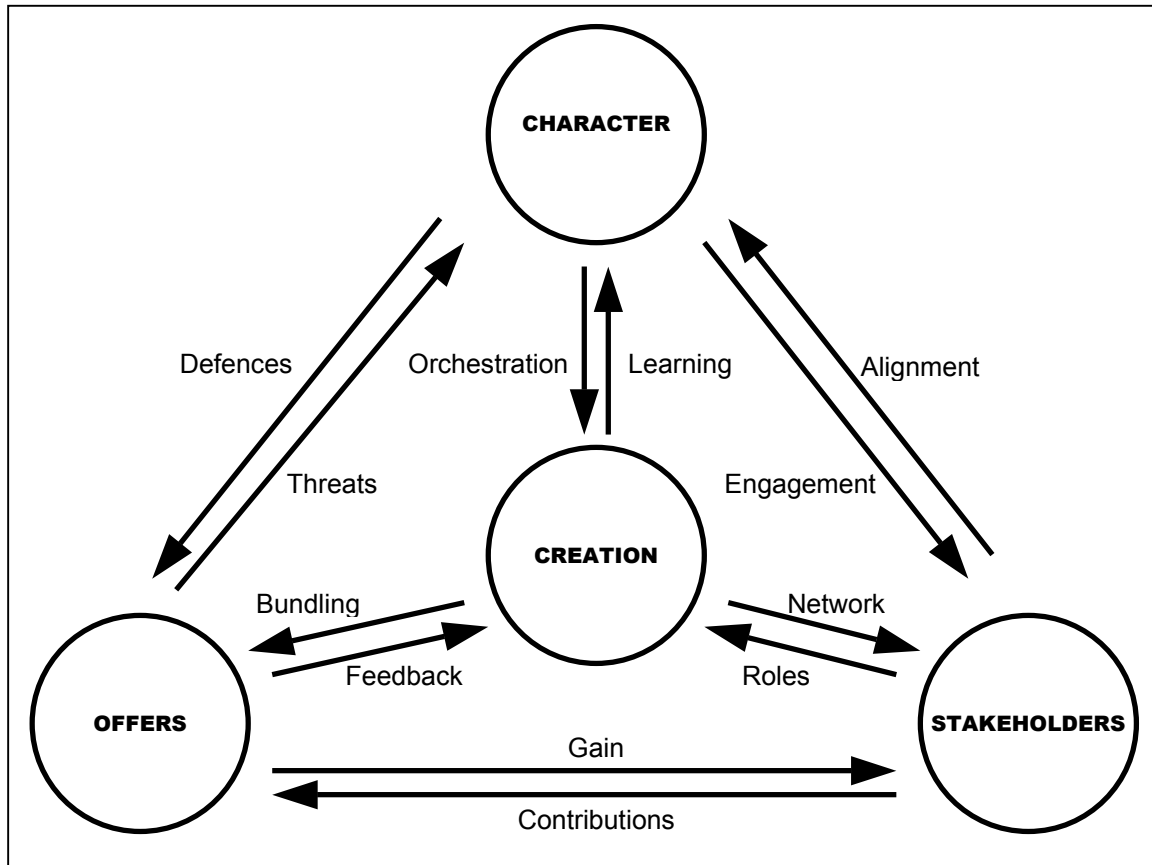 CHARACTER
Defences
Orchestration
Learning
Alignment
Threats
Engagement
CREATION
Bundling
Network
Feedback
Roles
OFFERS
STAKEHOLDERS
Gain
Contributions